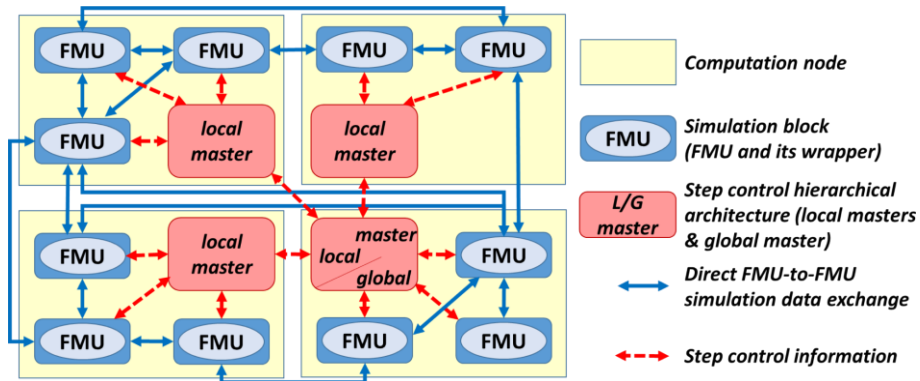 FMU
FMU
FMU
FMU
FMU
local
master
local
master
FMU
FMU
FMU
local
master
master
local
global
FMU
FMU
FMU
Computation node
FMU
Simulation block
(FMU and its wrapper)
L/G
master
Step control hierarchical
architecture (local masters
& global master)
Direct FMU-to-FMU
simulation data exchange
Step control information